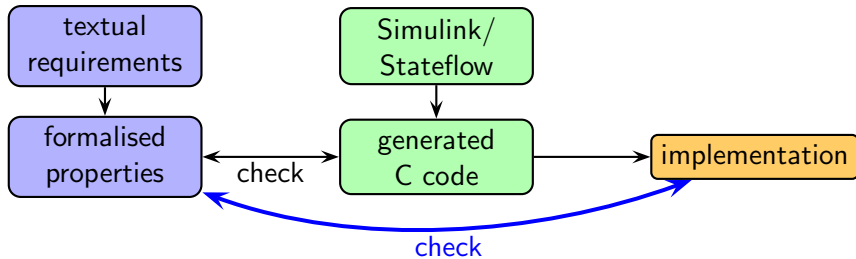 textual
requirements
Simulink/
Stateflow
formalised
properties
check
generated
C code
implementation
check